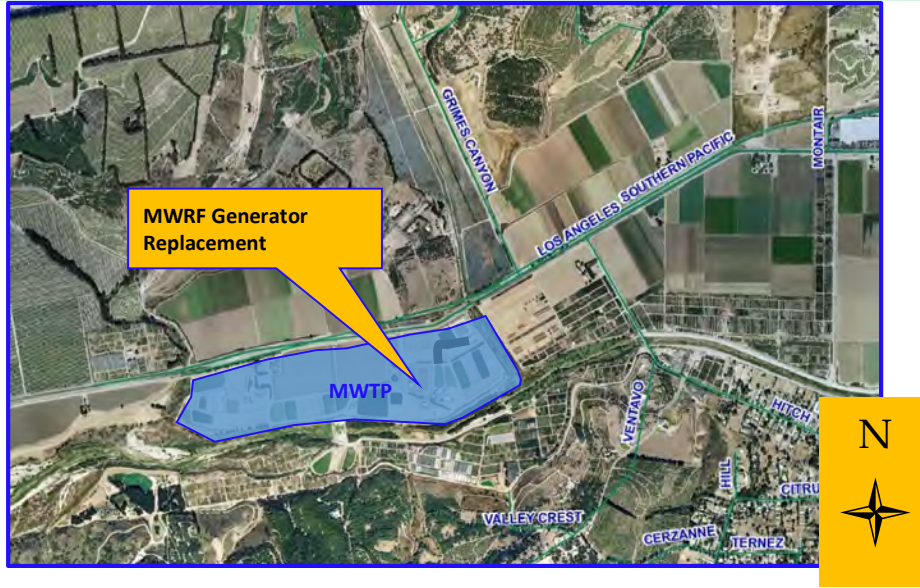 GRIMES CANYON
MONTAIR
LOS ANGELES SOUTHERN PACIFIC
MWRF Generator
Replacement
MWTP
VENTAVO
HITCH
N
HILL
CITRU
VALLEY CREST
CERZANNE
TERNEZ